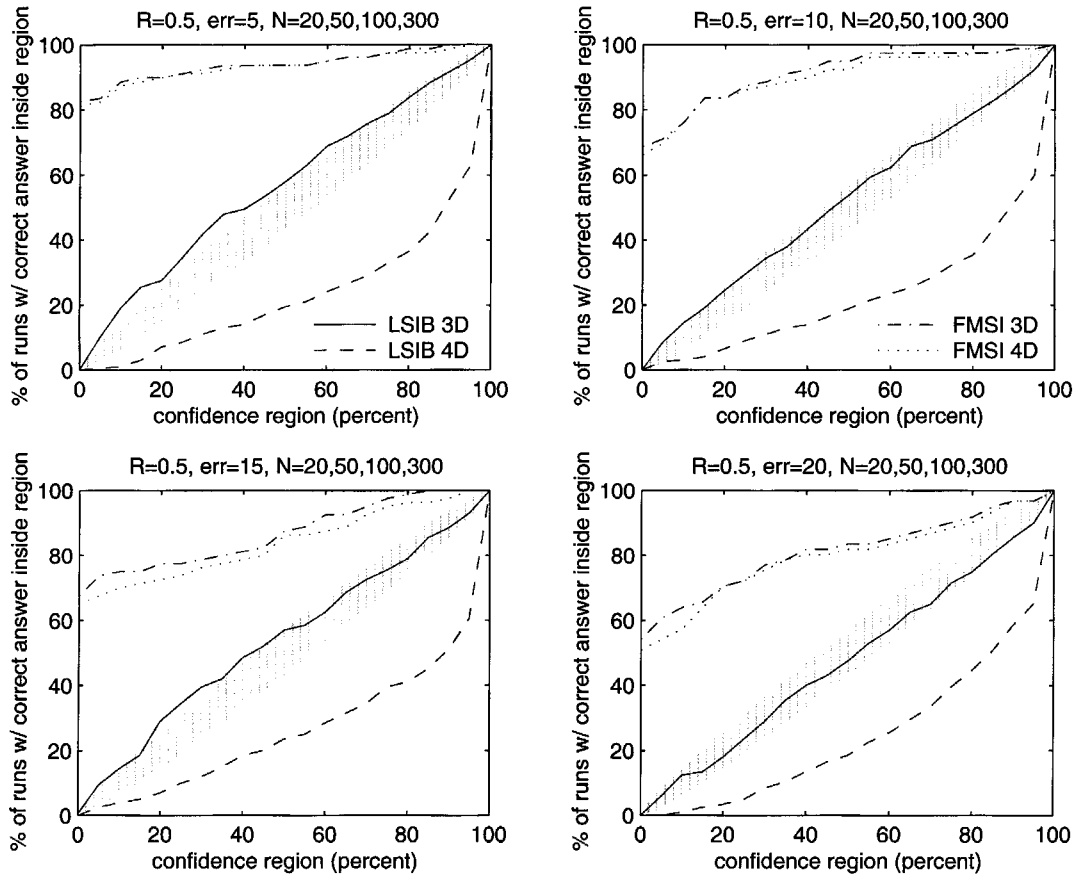 R=0.5, err=5, N=20,50,100,300
% of runs w/ correct answer inside region
100
80
60
40
20
0
LSIB 3D
LSIB 4D
0 20 40 60 80 100
confidence region (percent)
R=0.5, err=10, N=20,50,100,300
% of runs w/ correct answer inside region
100
80
60
40
20
0
FMSI 3D
FMSI 4D
0 20 40 60 80 100
confidence region (percent)
R=0.5, err=15, N=20,50,100,300
% of runs w/ correct answer inside region
100
80
60
40
20
0
0 20 40 60 80 100
confidence region (percent)
R=0.5, err=20, N=20,50,100,300
% of runs w/ correct answer inside region
100
80
60
40
20
0
0 20 40 60 80 100
confidence region (percent)